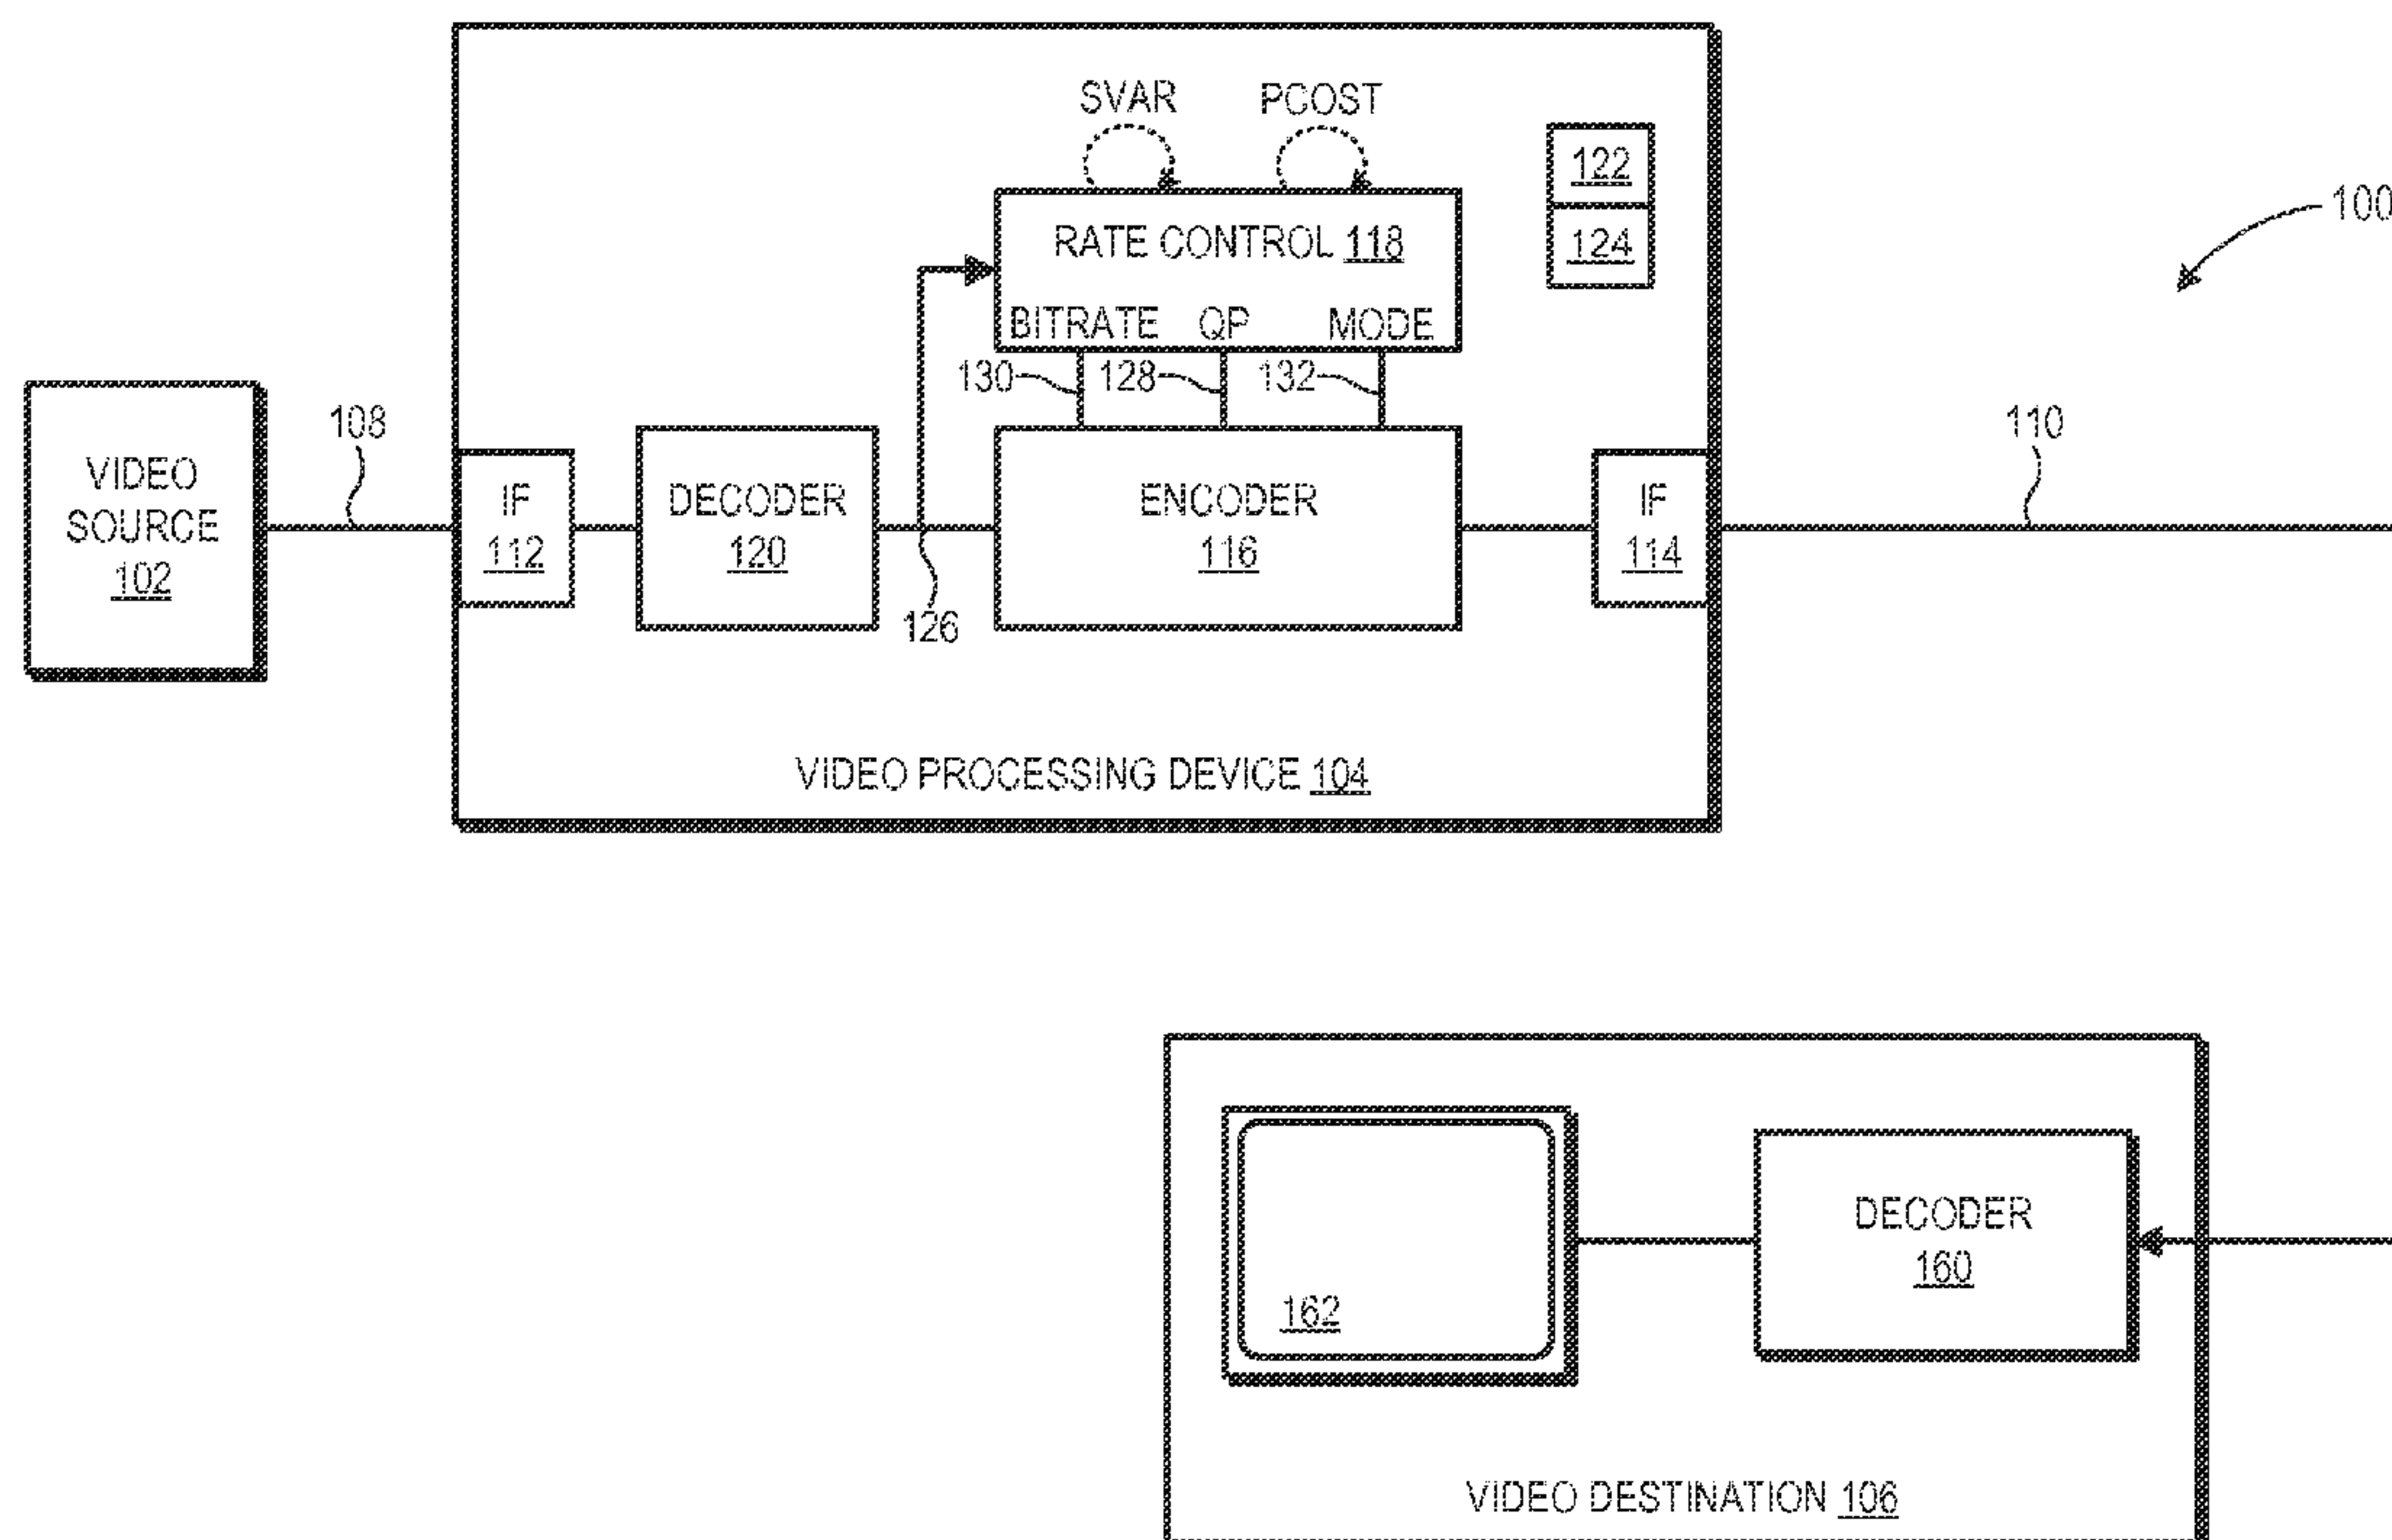 SVAR PCOST
122
124
100
RATE CONTROL 118
BITRATE QP MODE
130 128 132
108
110
VIDEO
SOURCE
102
IF
112
DECODER
120
ENCODER
116
IF
114
126
VIDEO PROCESSING DEVICE 104
162
DECODER
160
VIDEO DESTINATION 106